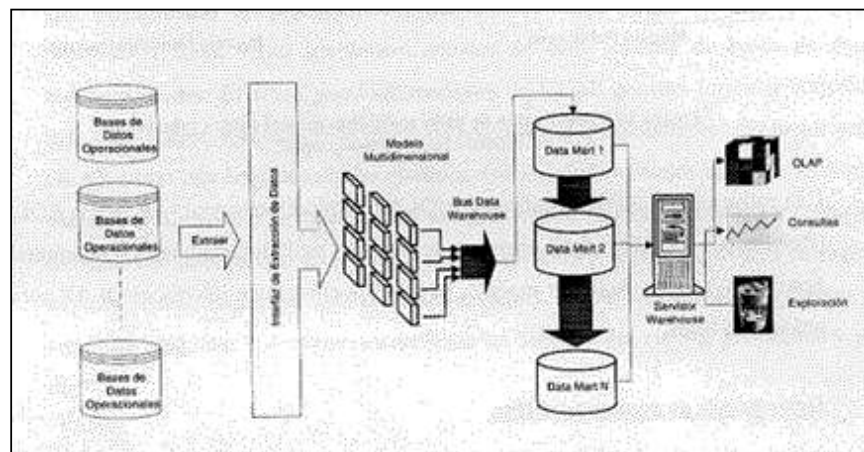 Bases de
Datos
Operacionales
Bases de
Datos
Operacionales
Bases de
Datos
Operacionales
Extraer
Interfaz de Extracción de Datos
Modelo
Multidimensional
Bus Data
Warehouse
Data Mart 1
Data Mart 2
Data Mart N
Servidor
Warehouse
OLAP
Consultas
Exploración